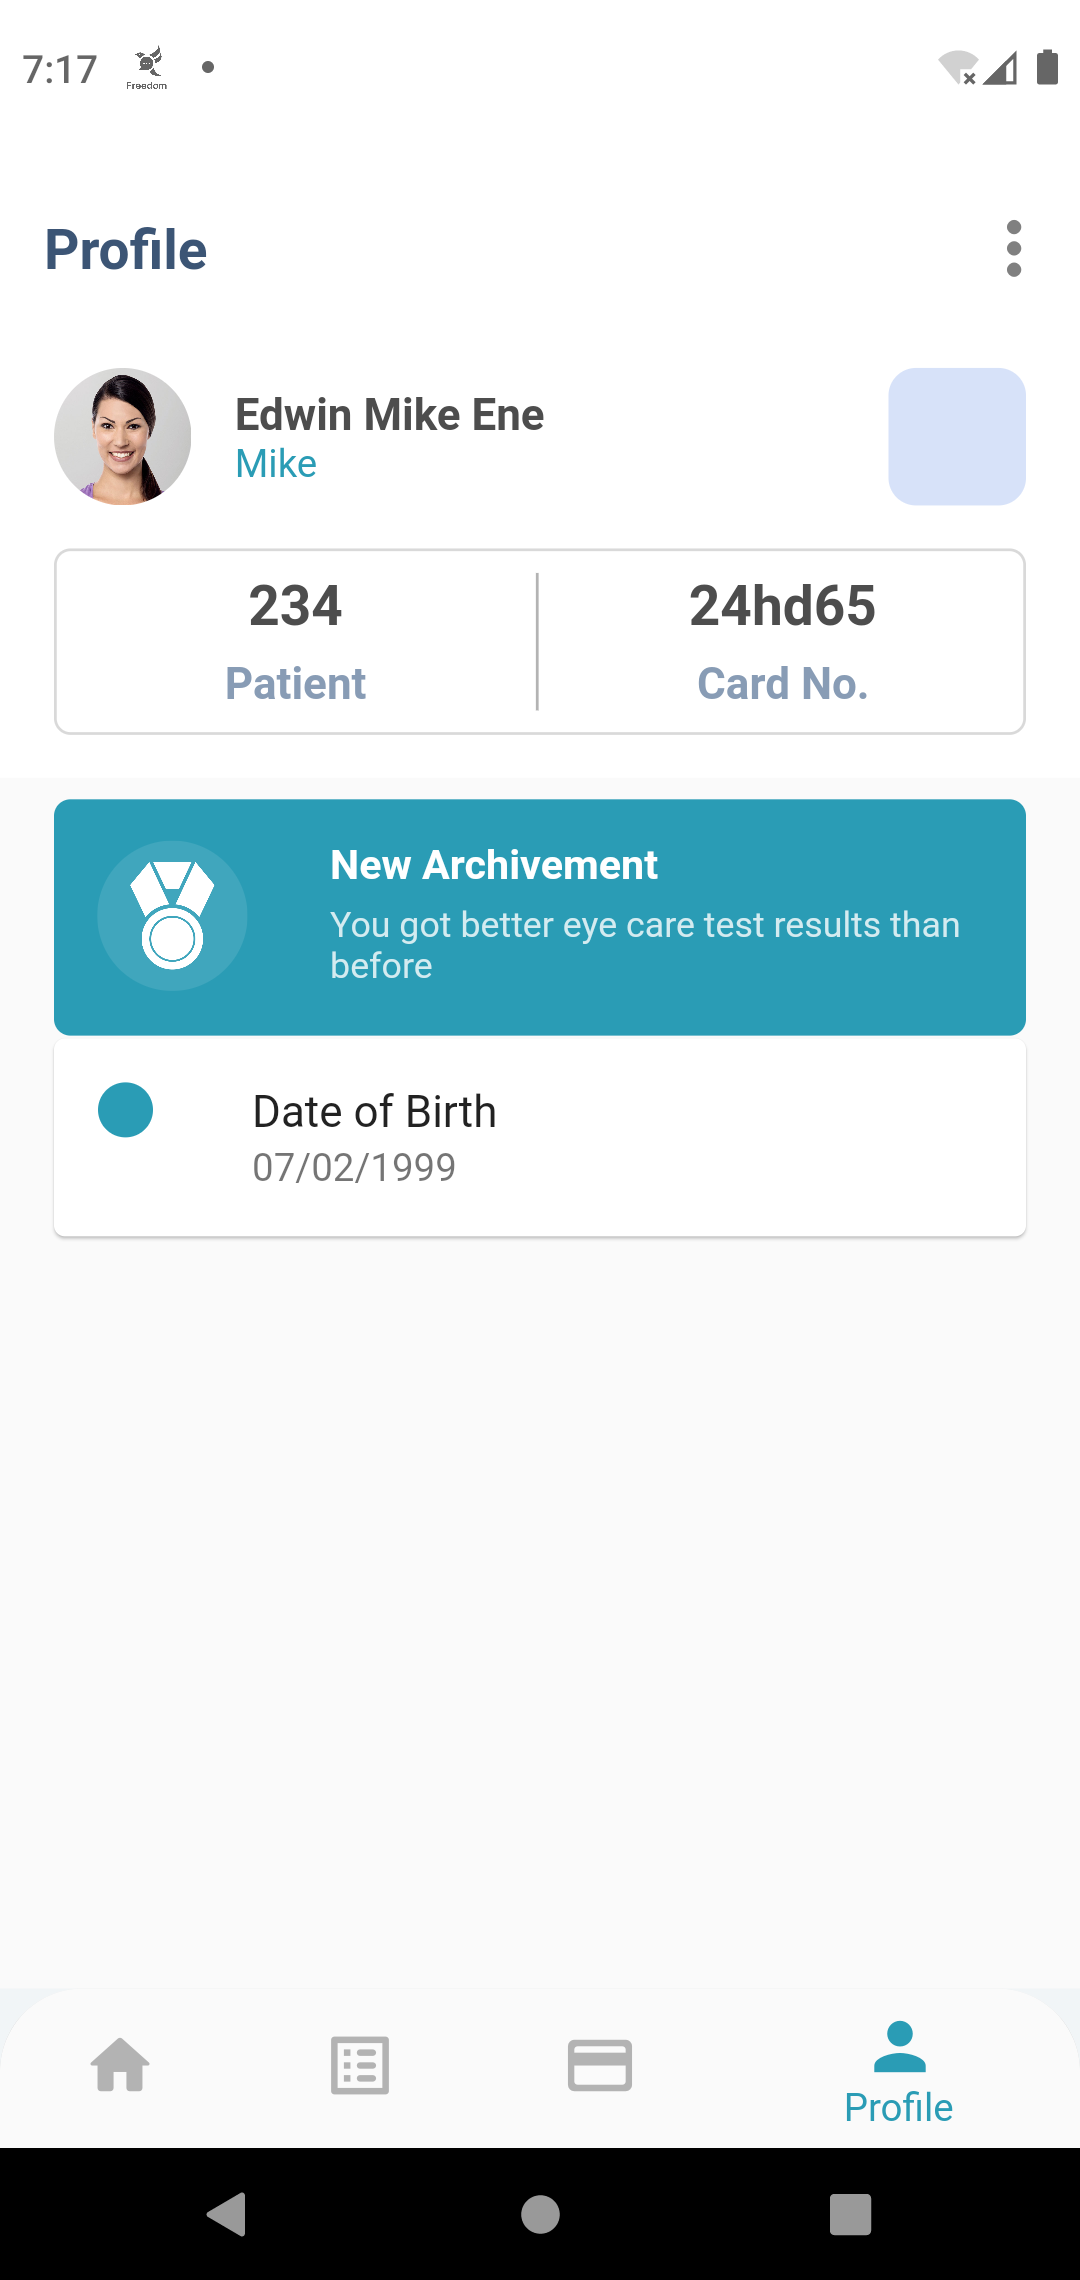 7:17
Freedom
Profile
Edwin Mike Ene
Mike
234
Patient
24hd65
Card No.
New Archivement
You got better eye care test results than
before
Date of Birth
07/02/1999
Profile